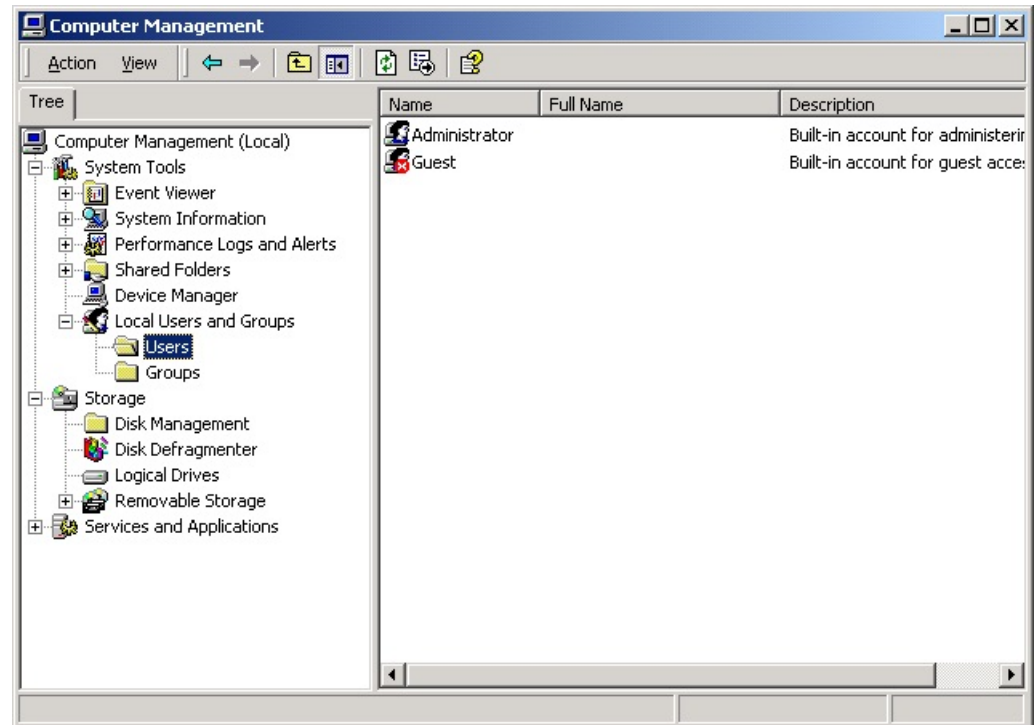 Computer Management
Action View
Tree
Computer Management (Local)
System Tools
Event Viewer
System Information
Performance Logs and Alerts
Shared Folders
Device Manager
Local Users and Groups
Users
Groups
Storage
Disk Management
Disk Defragmenter
Logical Drives
Removable Storage
Services and Applications
Name Full Name Description
Administrator Built-in account for administerin
Guest Built-in account for guest acces